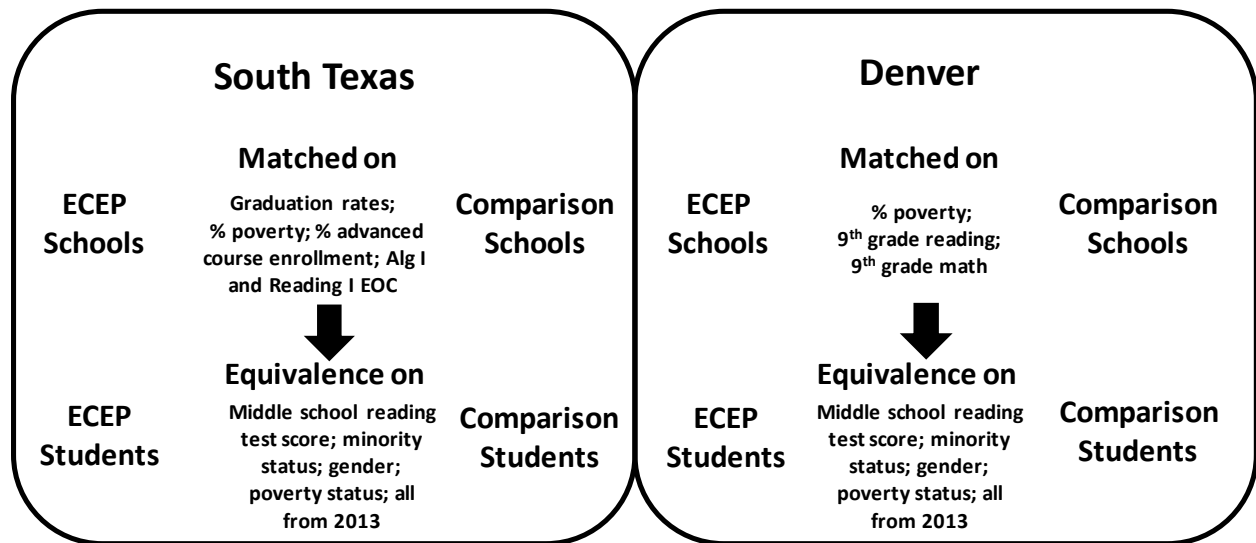 South Texas
Matched on
ECEP
Schools
Graduation rates;
% poverty; % advanced
course enrollment; Alg I
and Reading I EOC
Comparison
Schools
Equivalence on
ECEP
Students
Middle school reading
test score; minority
status; gender;
poverty status; all
from 2013
Comparison
Students
Denver
Matched on
ECEP
Schools
% poverty;
9th grade reading;
9th grade math
Comparison
Schools
Equivalence on
ECEP
Students
Middle school reading
test score; minority
status; gender;
poverty status; all
from 2013
Comparison
Students